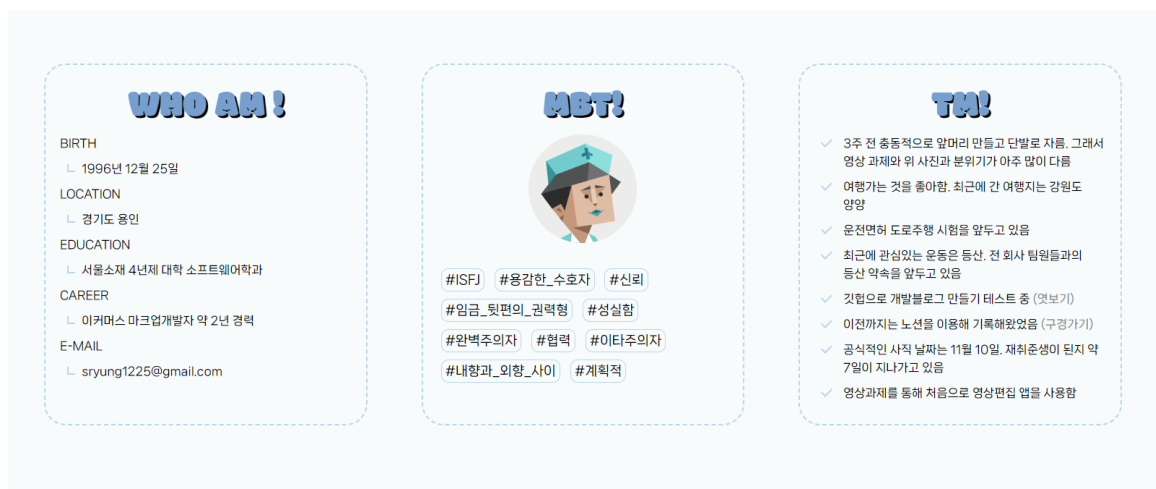 WHO AM !
BIRTH
1996년 12월 25일
LOCATION
경기도 용인
EDUCATION
서울소재 4년제 대학 소프트웨어학과
CAREER
이커머스 마크업개발자 약 2년 경력
E-MAIL
sryung1225@gmail.com
MBT!
#ISFJ #용감한_수호자 #신뢰
#임금_뒷편의_권력형 #성실함
#완벽주의자 #협력 #이타주의자
#내향과_외향_사이 #계획적
TM!
3주 전 충동적으로 앞머리 만들고 단발로 자름. 그래서
영상 과제와 위 사진과 분위기가 아주 많이 다름
여행가는 것을 좋아함. 최근에 간 여행지는 강원도
양양
운전면허 도로주행 시험을 앞두고 있음
최근에 관심있는 운동은 등산. 전 회사 팀원들과의
등산 약속을 앞두고 있음
깃헙으로 개발블로그 만들기 테스트 중 (엿보기)
이전까지는 노션을 이용해 기록해왔었음 (구경가기)
공식적인 사직 날짜는 11월 10일. 재취준생이 된지 약
7일이 지나가고 있음
영상과제를 통해 처음으로 영상편집 앱을 사용함